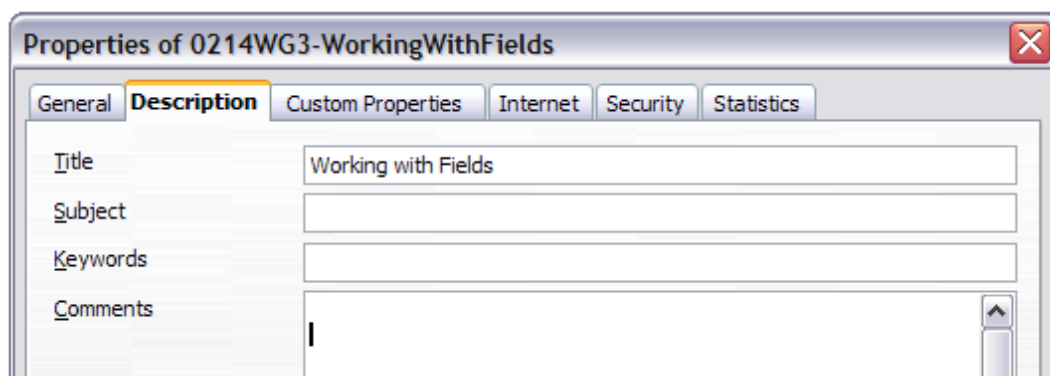 Properties of 0214WG3-WorkingWithFields
General Description Custom Properties Internet Security Statistics
Title Working with Fields
Subject
Keywords
Comments